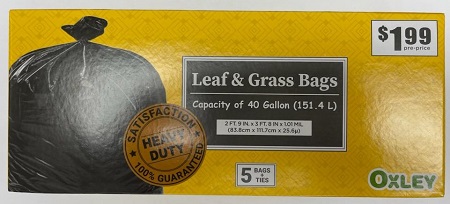 $1.99
pre-price
Leaf & Grass Bags
Capacity of 40 Gallon (151.4 L)
2 FT. 9 IN. x 3 FT. 8 IN x 1.01 MIL
(83.8cm x 111.7cm x 25.6µ)
SATISFACTION
HEAVY
DUTY
100% GUARANTEED
5 BAGS + TIES
OXLEY